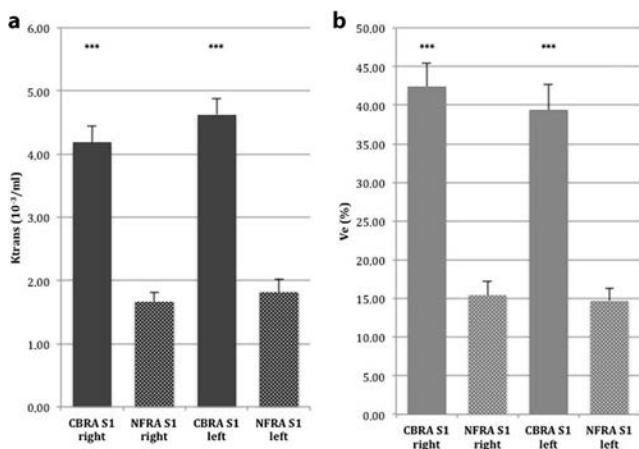 a
6,00
5,00
4,00
3,00
2,00
1,00
0,00
Ktrans (10⁻³/ml)
***
***
CBRA S1
right
NFRA S1
right
CBRA S1
left
NFRA S1
left
b
50.00
45.00
40.00
35.00
30.00
25.00
20.00
15.00
10.00
5.00
0.00
Ve (%)
***
***
CBRA S1
right
NFRA S1
right
CBRA S1
left
NFRA S1
left